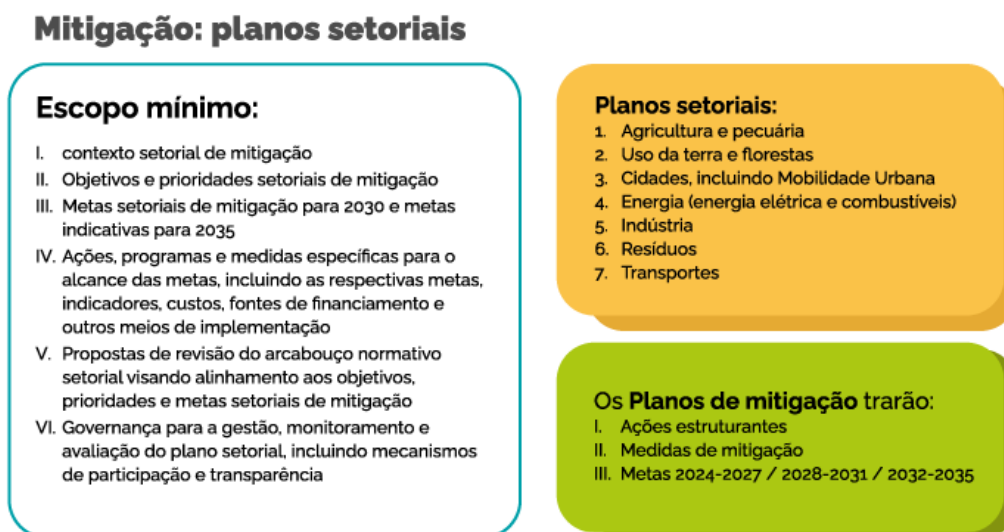 Mitigação: planos setoriais
Escopo mínimo:
I. contexto setorial de mitigação
II. Objetivos e prioridades setoriais de mitigação
III. Metas setoriais de mitigação para 2030 e metas
indicativas para 2035
IV. Ações, programas e medidas específicas para o
alcance das metas, incluindo as respectivas metas,
indicadores, custos, fontes de financiamento e
outros meios de implementação
V. Propostas de revisão do arcabouço normativo
setorial visando alinhamento aos objetivos,
prioridades e metas setoriais de mitigação
VI. Governança para a gestão, monitoramento e
avaliação do plano setorial, incluindo mecanismos
de participação e transparência
Planos setoriais:
1. Agricultura e pecuária
2. Uso da terra e florestas
3. Cidades, incluindo Mobilidade Urbana
4. Energia (energia elétrica e combustíveis)
5. Indústria
6. Resíduos
7. Transportes
Os Planos de mitigação trarão:
I. Ações estruturantes
II. Medidas de mitigação
III. Metas 2024-2027 / 2028-2031 / 2032-2035